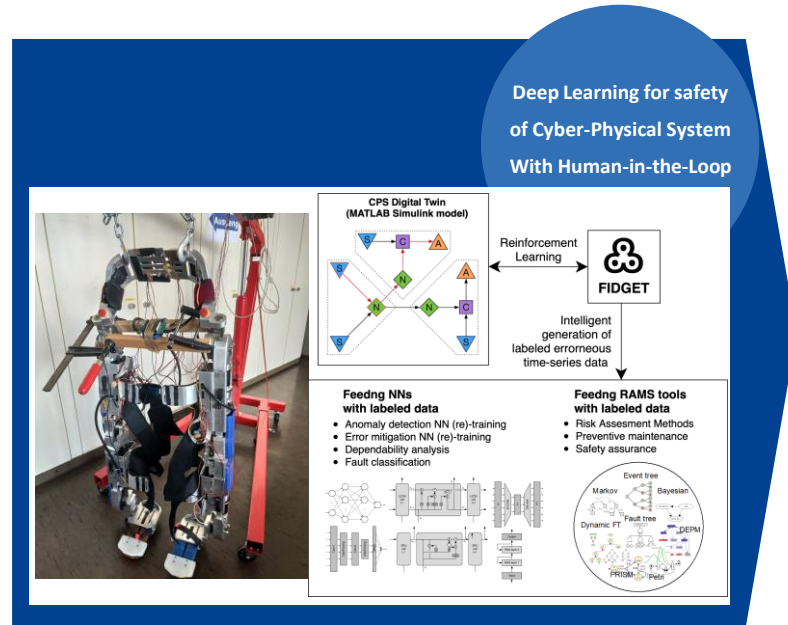 Deep Learning for safety
of Cyber-Physical System
With Human-in-the-Loop
CPS Digital Twin
(MATLAB Simulink model)
S
C
A
S
N
A
N
N
C
S
S
Reinforcement
Learning
FIDGET
Intelligent
generation of
labeled errorneous
time-series data
Feedng NNs
with labeled data
• Anomaly detection NN (re)-training
• Error mitigation NN (re)-training
• Dependability analysis
• Fault classification
Feedng RAMS tools
with labeled data
• Risk Assesment Methods
• Preventive maintenance
• Safety assurance
Event tree
Markov
Bayesian
Dynamic FT
Fault tree
DEPM
PRISM
Petri